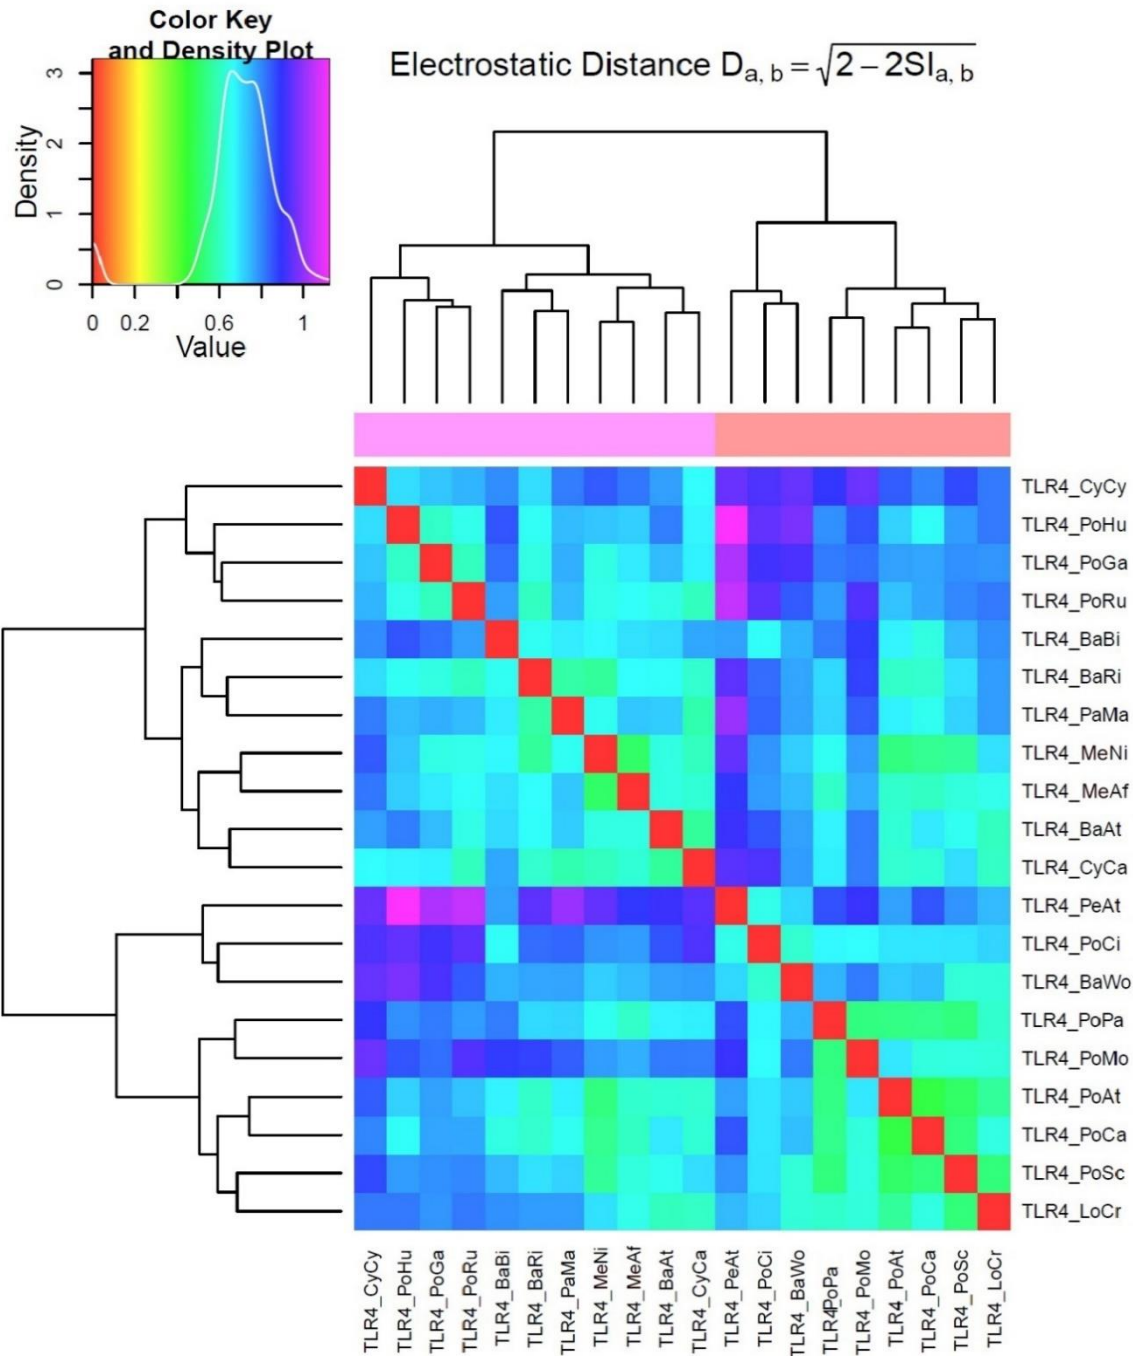 Color Key
and Density Plot
Density
0 1 2 3
0 0.2 0.6 1
Value
Electrostatic Distance Dₐ, b = √2 − 2SIₐ, b
TLR4_CyCy
TLR4_PoHu
TLR4_PoGa
TLR4_PoRu
TLR4_BaBi
TLR4_BaRi
TLR4_PaMa
TLR4_MeNi
TLR4_MeAf
TLR4_BaAt
TLR4_CyCa
TLR4_PeAt
TLR4_PoCi
TLR4_BaWo
TLR4_PoPa
TLR4_PoMo
TLR4_PoAt
TLR4_PoCa
TLR4_PoSc
TLR4_LoCr
TLR4_CyCy
TLR4_PoHu
TLR4_PoGa
TLR4_PoRu
TLR4_BaBi
TLR4_BaRi
TLR4_PaMa
TLR4_MeNi
TLR4_MeAf
TLR4_BaAt
TLR4_CyCa
TLR4_PeAt
TLR4_PoCi
TLR4_BaWo
TLR4PoPa
TLR4_PoMo
TLR4_PoAt
TLR4_PoCa
TLR4_PoSc
TLR4_LoCr